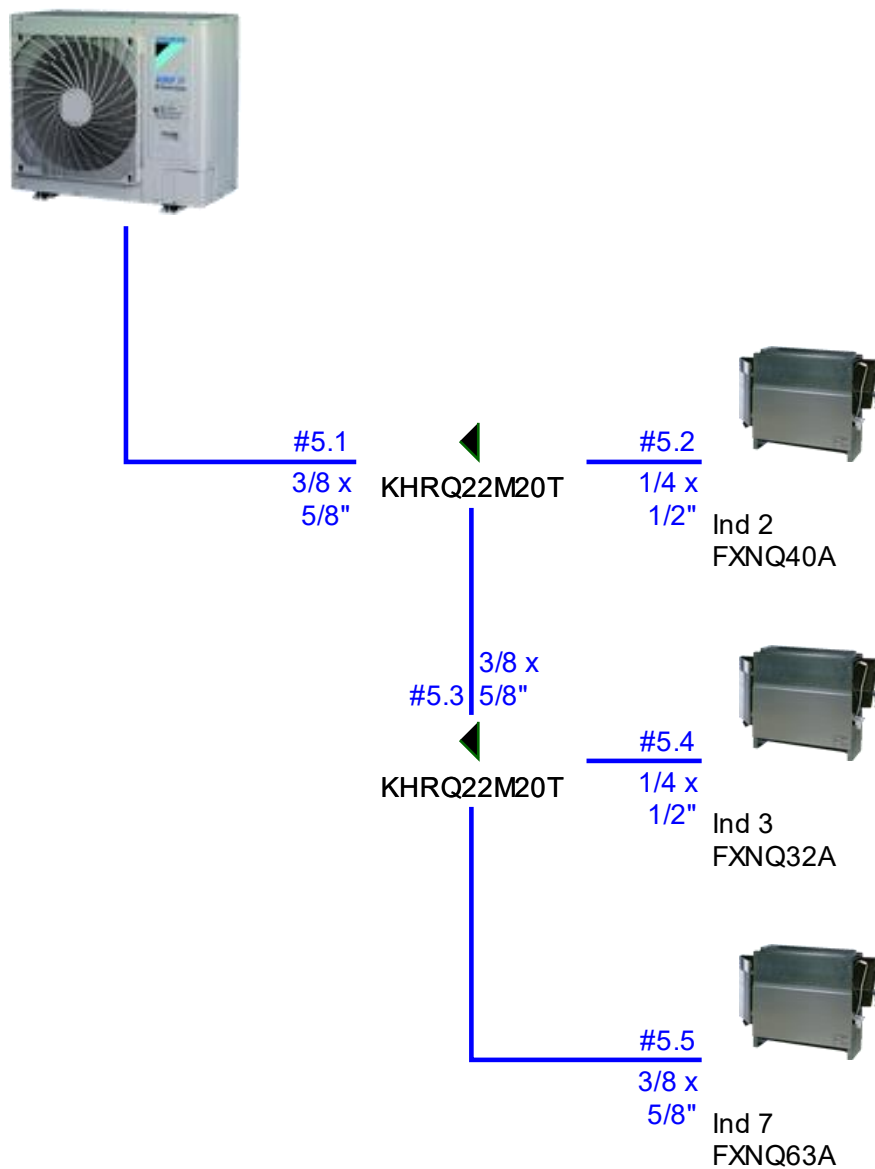 #5.1
3/8 x
5/8"
KHRQ22M20T
#5.2
1/4 x
1/2"
Ind 2
FXNQ40A
3/8 x
#5.3 5/8"
KHRQ22M20T
#5.4
1/4 x
1/2"
Ind 3
FXNQ32A
#5.5
3/8 x
5/8"
Ind 7
FXNQ63A